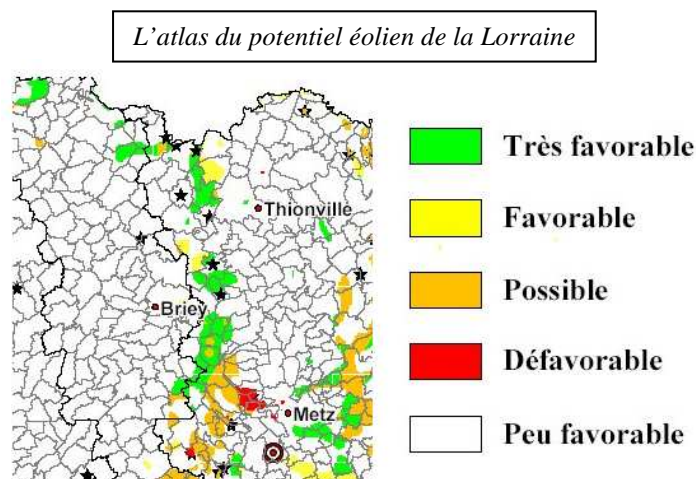 L'atlas du potentiel éolien de la Lorraine
Thionville
Briey
Metz
Très favorable
Favorable
Possible
Défavorable
Peu favorable